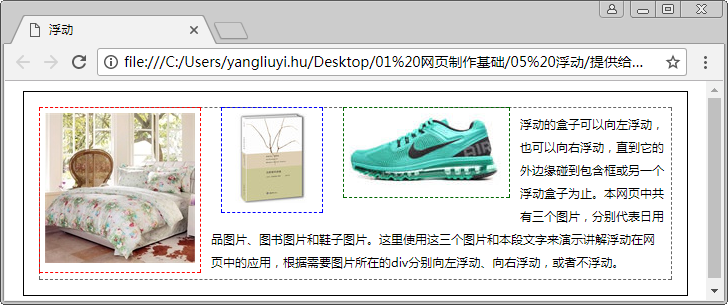 浮动
file:///C:/Users/yangliuyi.hu/Desktop/01%20网页制作基础/05%20浮动/提供给...
浮动的盒子可以向左浮动，
也可以向右浮动，直到它的
外边缘碰到包含框或另一个
浮动盒子为止。本网页中共
有三个图片，分别代表日用
品图片、图书图片和鞋子图片。这里使用这三个图片和本段文字来演示讲解浮动在网
页中的应用，根据需要图片所在的div分别向左浮动、向右浮动，或者不浮动。